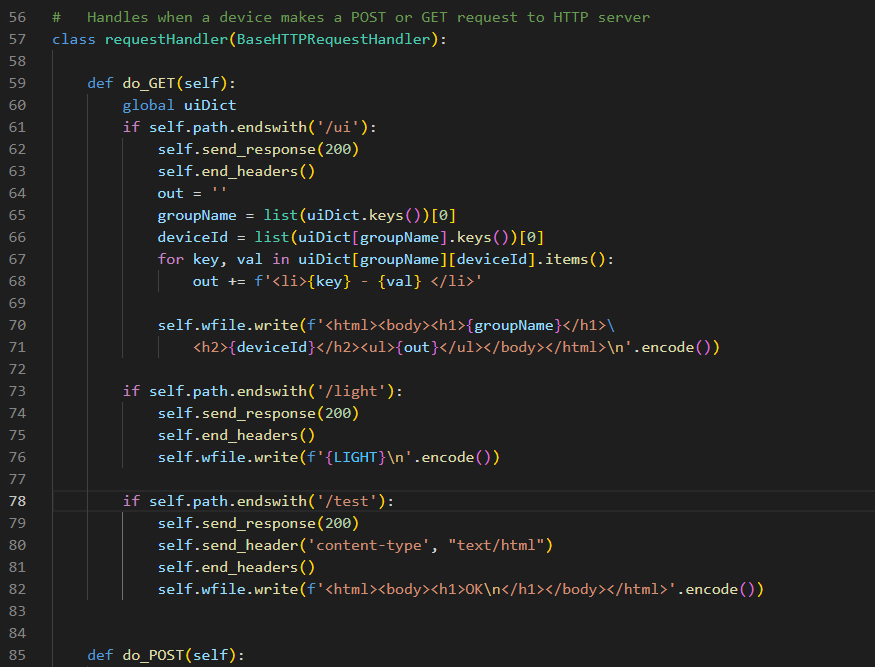 56 #   Handles when a device makes a POST or GET request to HTTP server
57 class requestHandler(BaseHTTPRequestHandler):
58
59     def do_GET(self):
60         global uiDict
61         if self.path.endswith('/ui'):
62             self.send_response(200)
63             self.end_headers()
64             out = ''
65             groupName = list(uiDict.keys())[0]
66             deviceId = list(uiDict[groupName].keys())[0]
67             for key, val in uiDict[groupName][deviceId].items():
68                 out += f'<li>{key} - {val} </li>'
69
70             self.wfile.write(f'<html><body><h1>{groupName}</h1>\
71                 <h2>{deviceId}</h2><ul>{out}</ul></body></html>\n'.encode())
72
73         if self.path.endswith('/light'):
74             self.send_response(200)
75             self.end_headers()
76             self.wfile.write(f'{LIGHT}\n'.encode())
77
78         if self.path.endswith('/test'):
79             self.send_response(200)
80             self.send_header('content-type', "text/html")
81             self.end_headers()
82             self.wfile.write(f'<html><body><h1>OK\n</h1></body></html>'.encode())
83
84
85     def do_POST(self):